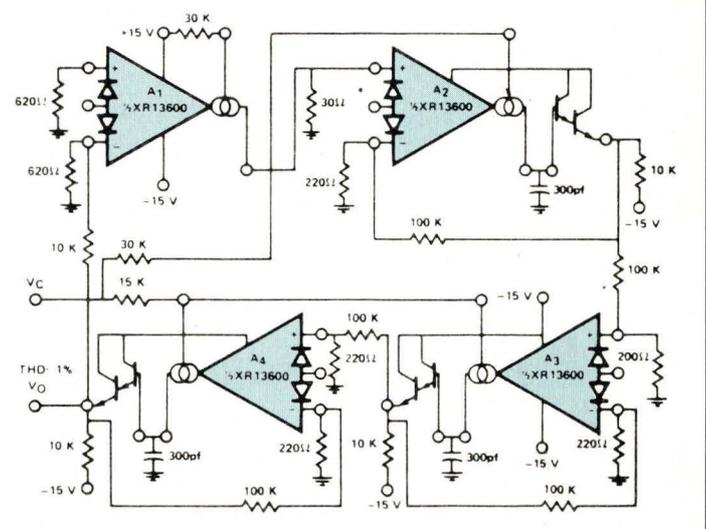 30 K
+15 V
+
A1
½XR13600
620Ω
−
620Ω
−15 V
+
A2
½XR13600
30Ω
−
220Ω
300pf
10 K
−15 V
100 K
10 K
30 K
100 K
VC
15 K
−15 V
100 K
+
A4
½XR13600
220Ω
−
+
A3
½XR13600
200Ω
−
THD· 1%
VO
10 K
300pf
220Ω
10 K
300pf
−15 V
220Ω
−15 V
100 K
−15 V
100 K